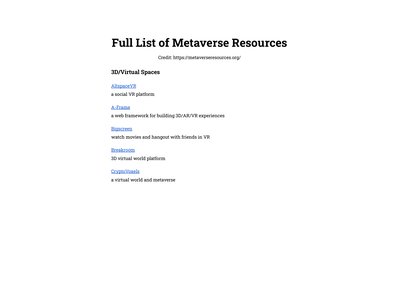 Full List of Metaverse Resources
Credit: https://metaverseresources.org/
3D/Virtual Spaces
AltspaceVR
a social VR platform
A-Frame
a web framework for building 3D/AR/VR experiences
Bigscreen
watch movies and hangout with friends in VR
Breakroom
3D virtual world platform
CryptoVoxels
a virtual world and metaverse